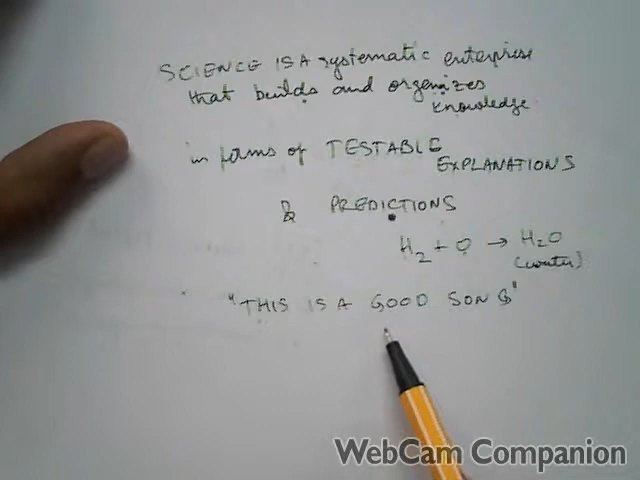 SCIENCE IS A systematic enterprise
that builds and organizes
knowledge
in forms of TESTABLE
EXPLANATIONS
& PREDICTIONS
H2 + O → H2O
(water)
"THIS IS A GOOD SONG"
WebCam Companion